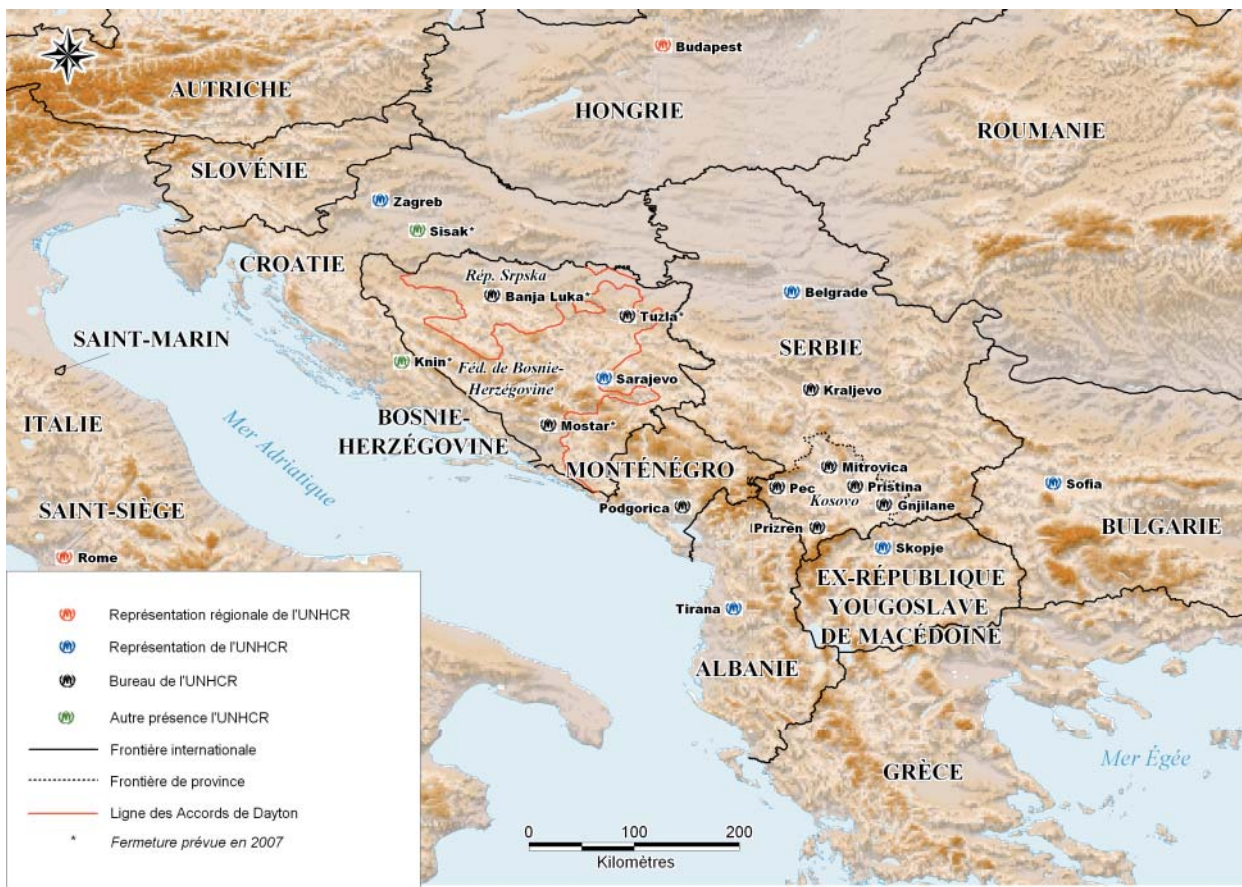 Budapest
AUTRICHE
HONGRIE
ROUMANIE
SLOVÉNIE
Zagreb
Sisak*
CROATIE
Rép. Srpska
Banja Luka*
Belgrade
Tuzla*
SAINT-MARIN
SERBIE
Knin*
Féd. de Bosnie-
Herzégovine
Sarajevo
Kraljevo
ITALIE
Mer Adriatique
BOSNIE-
HERZÉGOVINE
Mostar*
MONTÉNÉGRO
Mitrovica
Pec
Pristina
Kosovo
Gnjilane
Sofia
SAINT-SIÈGE
Podgorica
Prizren
BULGARIE
Rome
Skopje
EX-RÉPUBLIQUE
YOUGOSLAVE
DE MACÉDOINE
Tirana
ALBANIE
GRÈCE
Mer Égée
Représentation régionale de l'UNHCR
Représentation de l'UNHCR
Bureau de l'UNHCR
Autre présence l'UNHCR
Frontière internationale
Frontière de province
Ligne des Accords de Dayton
* Fermeture prévue en 2007
0 100 200
Kilomètres